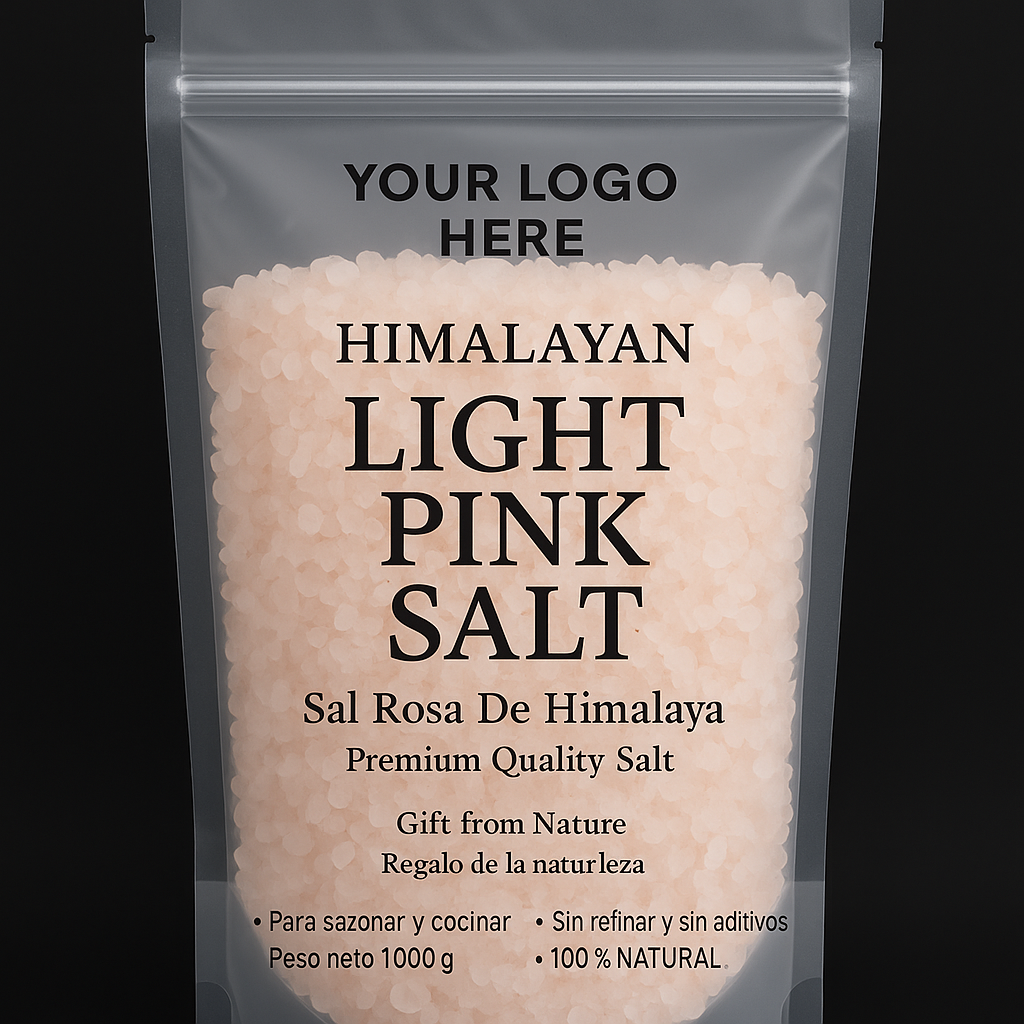 YOUR LOGO
HERE
HIMALAYAN
LIGHT
PINK
SALT
Sal Rosa De Himalaya
Premium Quality Salt
Gift from Nature
Regalo de la naturleza
• Para sazonar y cocinar
Peso neto 1000 g
• Sin refinar y sin aditivos
• 100 % NATURAL